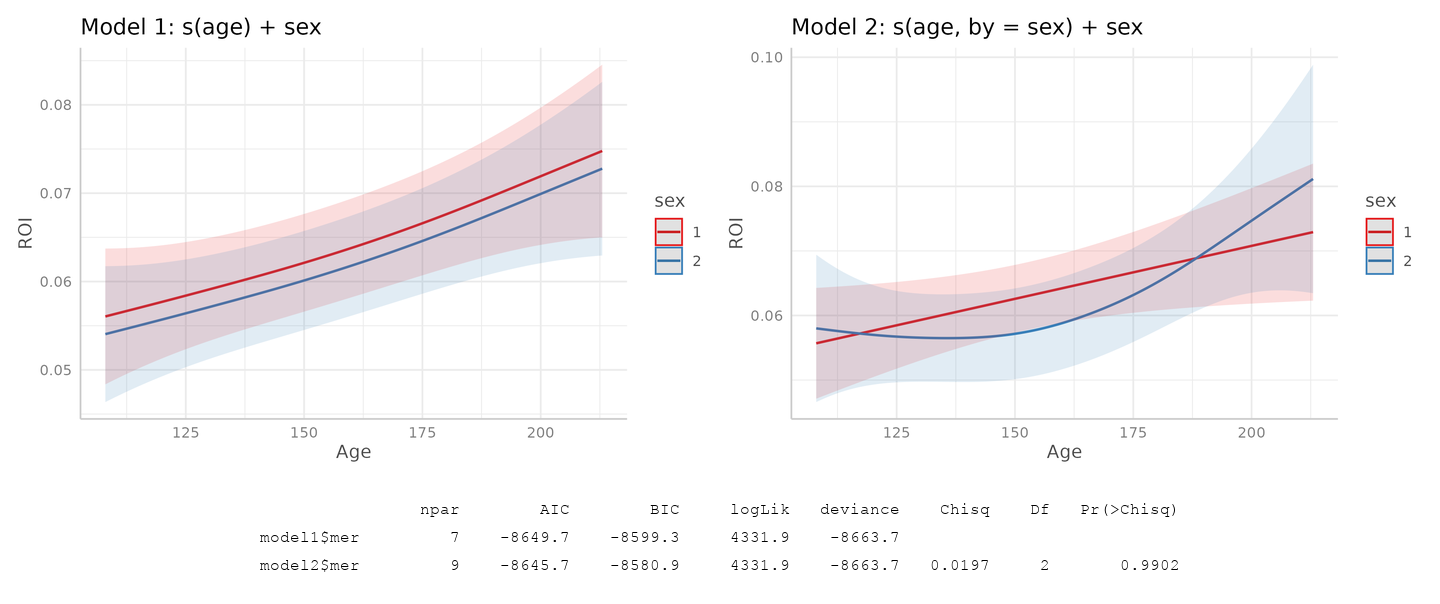 Model 1: s(age) + sex
0.08
0.07
0.06
0.05
ROI
125 150 175 200
Age
sex
1
2
Model 2: s(age, by = sex) + sex
0.10
0.08
0.06
ROI
125 150 175 200
Age
sex
1
2
npar AIC BIC logLik deviance Chisq Df Pr(>Chisq)
model1$mer 7 -8649.7 -8599.3 4331.9 -8663.7
model2$mer 9 -8645.7 -8580.9 4331.9 -8663.7 0.0197 2 0.9902